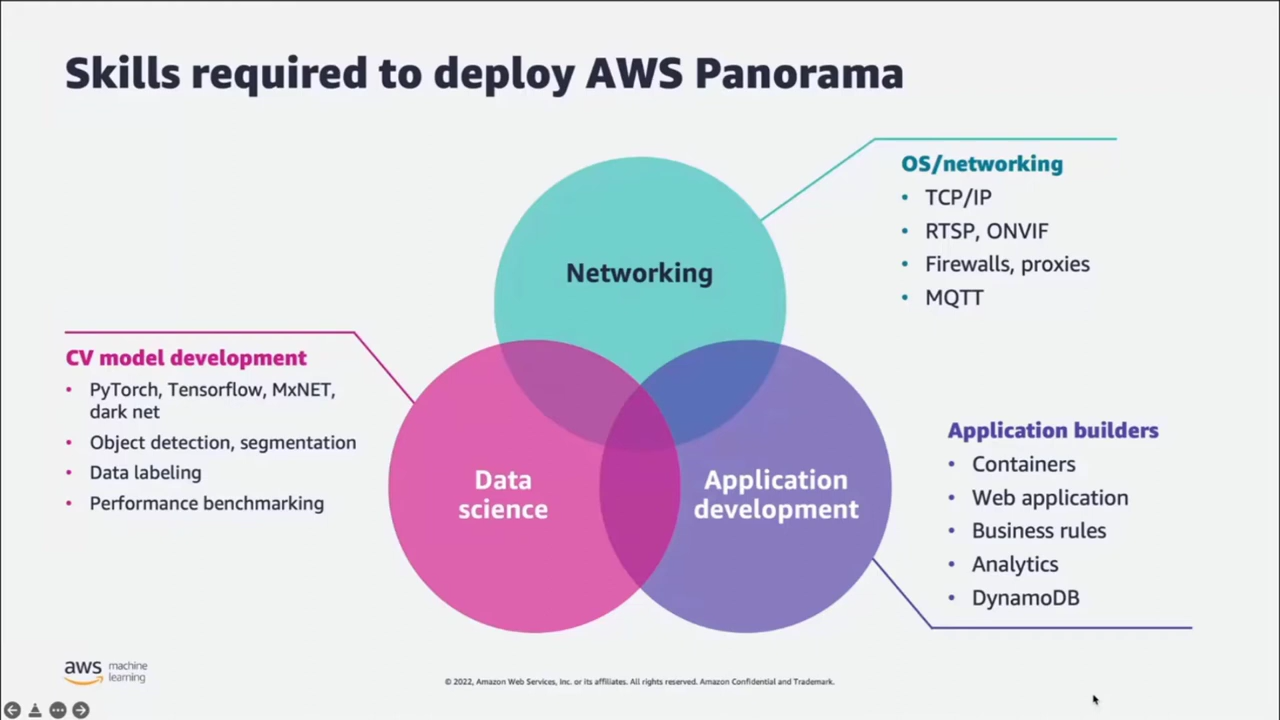 Skills required to deploy AWS Panorama
OS/networking
• TCP/IP
• RTSP, ONVIF
• Firewalls, proxies
• MQTT
Networking
CV model development
• PyTorch, Tensorflow, MxNET,
dark net
• Object detection, segmentation
• Data labeling
• Performance benchmarking
Data
science
Application
development
Application builders
• Containers
• Web application
• Business rules
• Analytics
• DynamoDB
aws machine
learning
© 2022, Amazon Web Services, Inc. or its affiliates. All rights reserved. Amazon Confidential and Trademark.